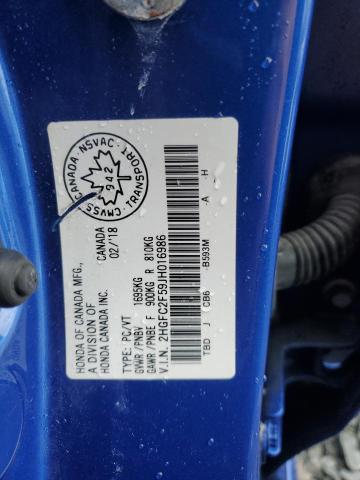 HONDA OF CANADA MFG., CANADA
A DIVISION OF 02/'18
HONDA CANADA INC.
TYPE: PC/VT
GVWR/PNBV 1695KG
GAWR/PNBE F 900KG R 810KG
V.I.N. 2HGFC2F59JH016986
TBD J CB6 -B593M -A -H
CANADA · NSVAC · TRANSPORT · CMVSS
942